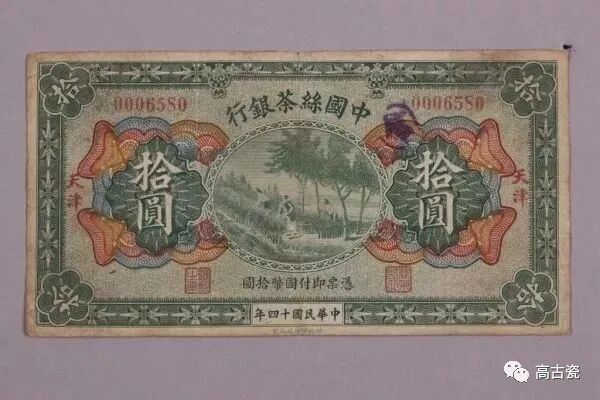 拾
拾
中國絲茶銀行
0006580
0006580
拾圓
拾圓
天津
天津
憑票即付國幣拾圓
中華民國十四年
拾
拾
高古瓷